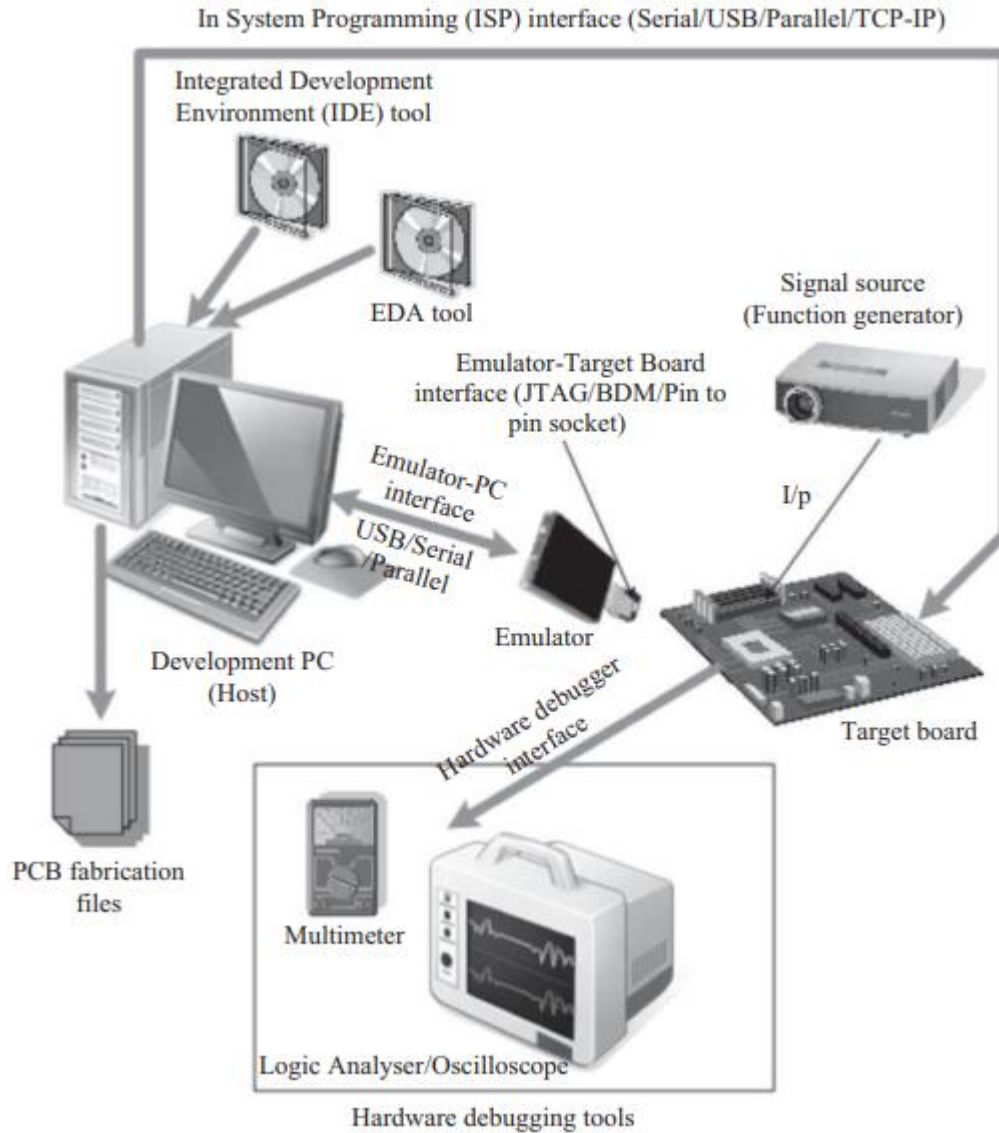 In System Programming (ISP) interface (Serial/USB/Parallel/TCP-IP)
Integrated Development
Environment (IDE) tool
EDA tool
Signal source
(Function generator)
Emulator-Target Board
interface (JTAG/BDM/Pin to
pin socket)
I/p
Emulator-PC
interface
USB/Serial
/Parallel
Emulator
Development PC
(Host)
Target board
Hardware debugger
interface
PCB fabrication
files
Multimeter
Logic Analyser/Oscilloscope
Hardware debugging tools